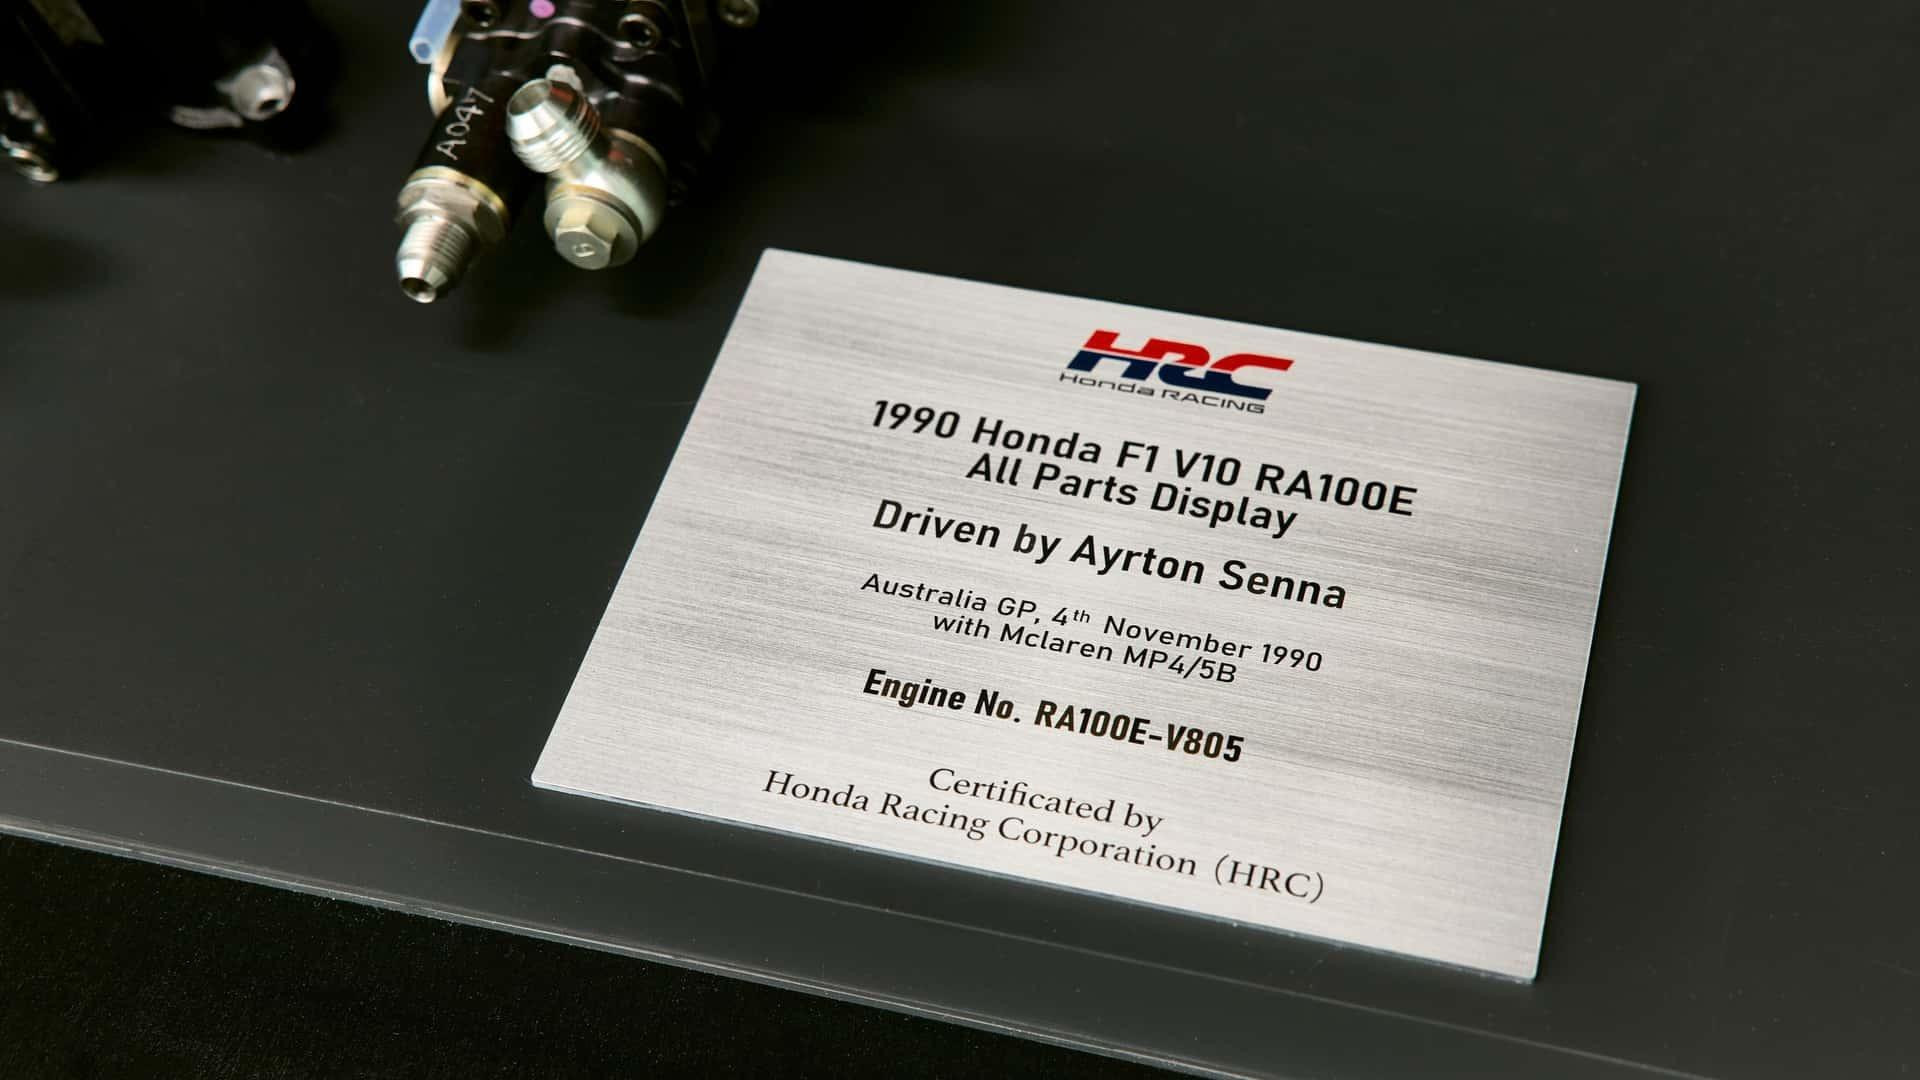 A047
6
HRC
Honda RACING
1990 Honda F1 V10 RA100E
All Parts Display
Driven by Ayrton Senna
Australia GP, 4th November 1990
with Mclaren MP4/5B
Engine No. RA100E-V805
Certificated by
Honda Racing Corporation (HRC)